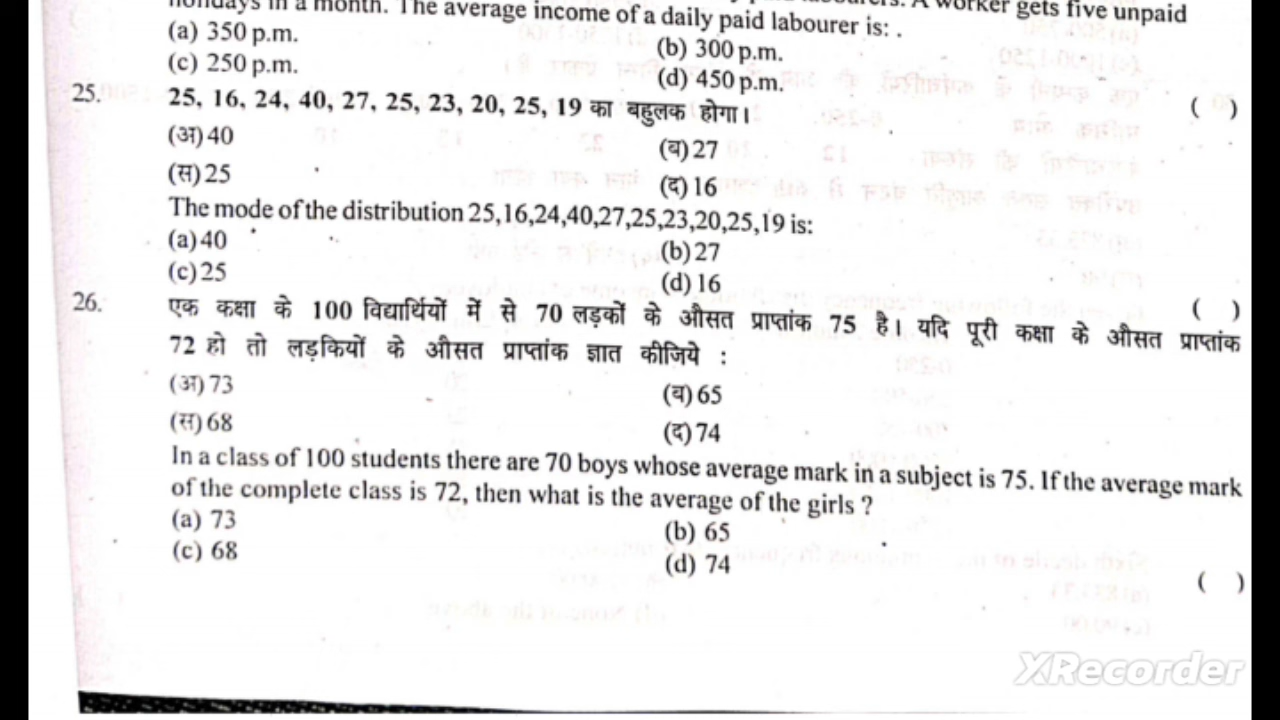 holidays in a month. The average income of a daily paid labourer is: . A worker gets five unpaid
(a) 350 p.m. (b) 300 p.m.
(c) 250 p.m. (d) 450 p.m.
25. 25, 16, 24, 40, 27, 25, 23, 20, 25, 19 का बहुलक होगा। ( )
(अ) 40 (ब) 27
(स) 25 (द) 16
The mode of the distribution 25,16,24,40,27,25,23,20,25,19 is:
(a) 40 (b) 27
(c) 25 (d) 16
26. एक कक्षा के 100 विद्यार्थियों में से 70 लड़कों के औसत प्राप्तांक 75 है। यदि पूरी कक्षा के औसत प्राप्तांक ( )
72 हो तो लड़कियों के औसत प्राप्तांक ज्ञात कीजिये :
(अ) 73 (ब) 65
(स) 68 (द) 74
In a class of 100 students there are 70 boys whose average mark in a subject is 75. If the average mark
of the complete class is 72, then what is the average of the girls ?
(a) 73 (b) 65
(c) 68 (d) 74
( )
XRecorder